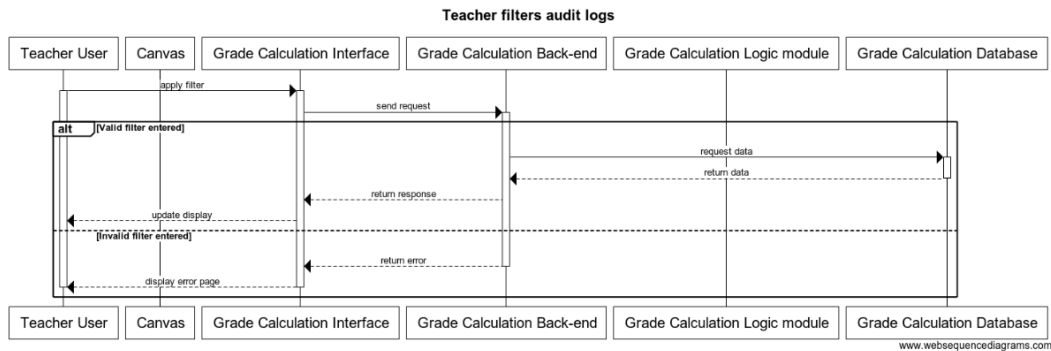 Teacher filters audit logs
Teacher User
Canvas
Grade Calculation Interface
Grade Calculation Back-end
Grade Calculation Logic module
Grade Calculation Database
apply filter
send request
alt
[Valid filter entered]
request data
return data
return response
update display
[Invalid filter entered]
return error
display error page
Teacher User
Canvas
Grade Calculation Interface
Grade Calculation Back-end
Grade Calculation Logic module
Grade Calculation Database
www.websequencediagrams.com